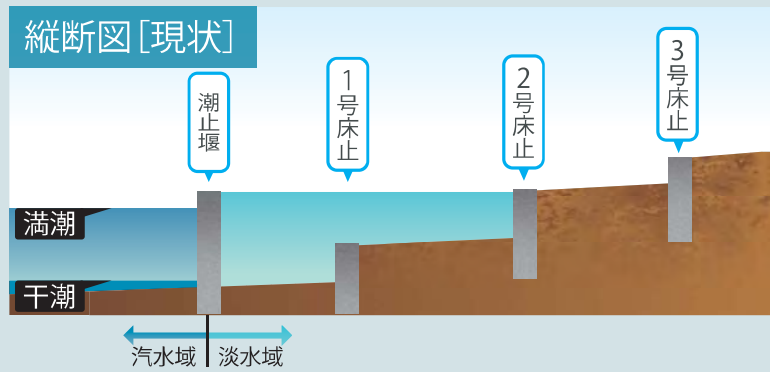 縦断図[現状]
潮止堰
1号床止
2号床止
3号床止
満潮
干潮
汽水域
淡水域